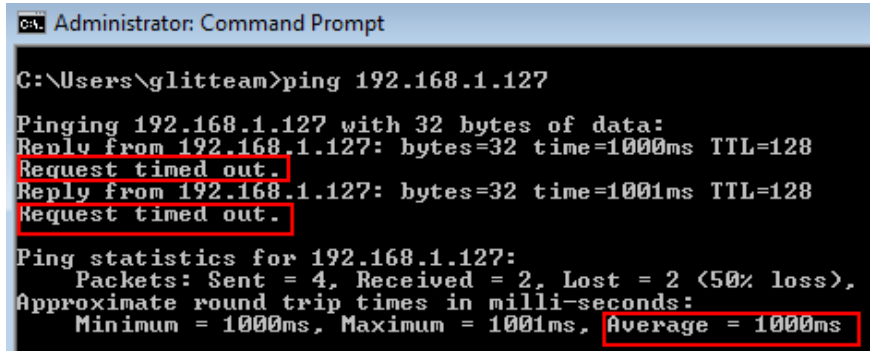 Administrator: Command Prompt
C:\Users\glitteam>ping 192.168.1.127
Pinging 192.168.1.127 with 32 bytes of data:
Reply from 192.168.1.127: bytes=32 time=1000ms TTL=128
Request timed out.
Reply from 192.168.1.127: bytes=32 time=1001ms TTL=128
Request timed out.
Ping statistics for 192.168.1.127:
Packets: Sent = 4, Received = 2, Lost = 2 (50% loss),
Approximate round trip times in milli-seconds:
Minimum = 1000ms, Maximum = 1001ms, Average = 1000ms